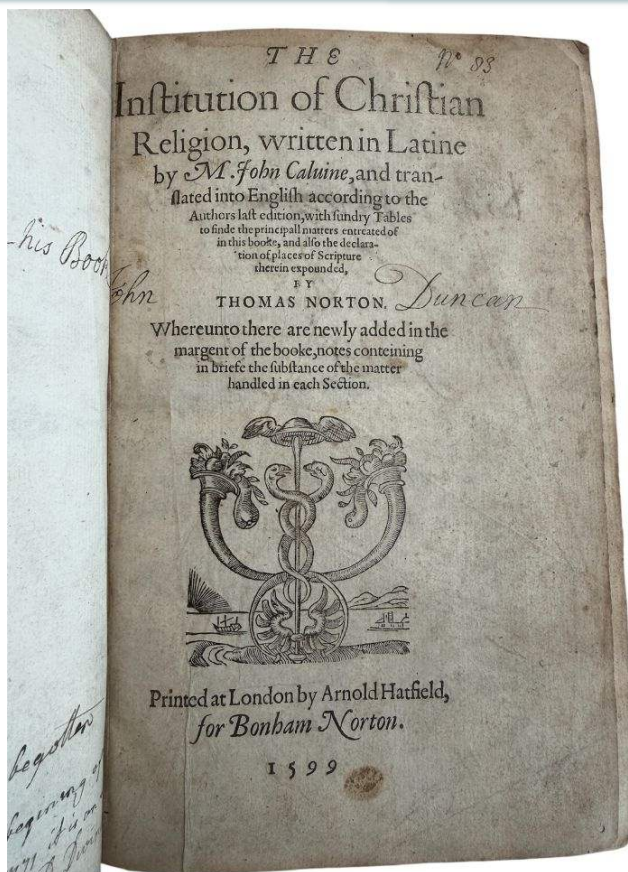 THE
Nº 83
Inſtitution of Chriſtian
Religion, written in Latine
by M. John Caluine, and tran-
ſlated into Engliſh according to the
Authors laſt edition, with ſundry Tables
to finde the principall matters entreated of
in this booke, and alſo the declara-
tion of places of Scripture
therein expounded,
BY
THOMAS NORTON.
his Book John Duncan
Whereunto there are newly added in the
margent of the booke, notes conteining
in briefe the ſubſtance of the matter
handled in each Section.
Printed at London by Arnold Hatfield,
for Bonham Norton.
1599
begotten
beginning of
it is on